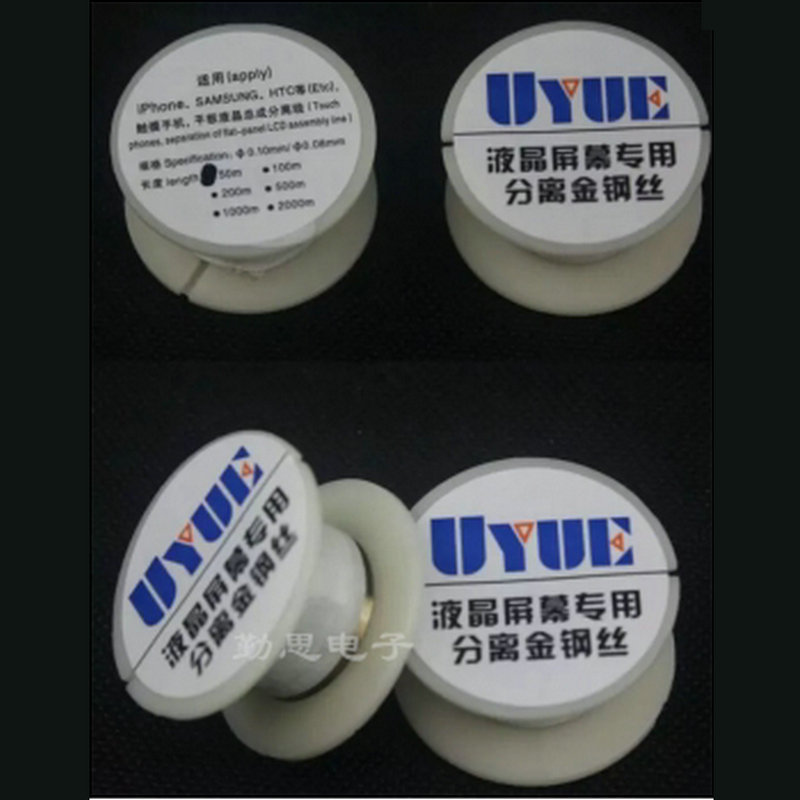 适用(apply)
iPhone、SAMSUNG、HTC等(Etc),
触摸手机、平板液晶总成分离线(Touch
phones, separation of flat-panel LCD assembly line)
规格 Specification: Φ0.10mm/Φ0.08mm
长度 length 50m ●100m
●200m ●500m
●1000m ●2000m
UYUE
液晶屏幕专用
分离金钢丝
UYUE
液晶屏幕专用
分离金钢丝
勤思电子
UYUE
液晶屏幕专用
分离金钢丝